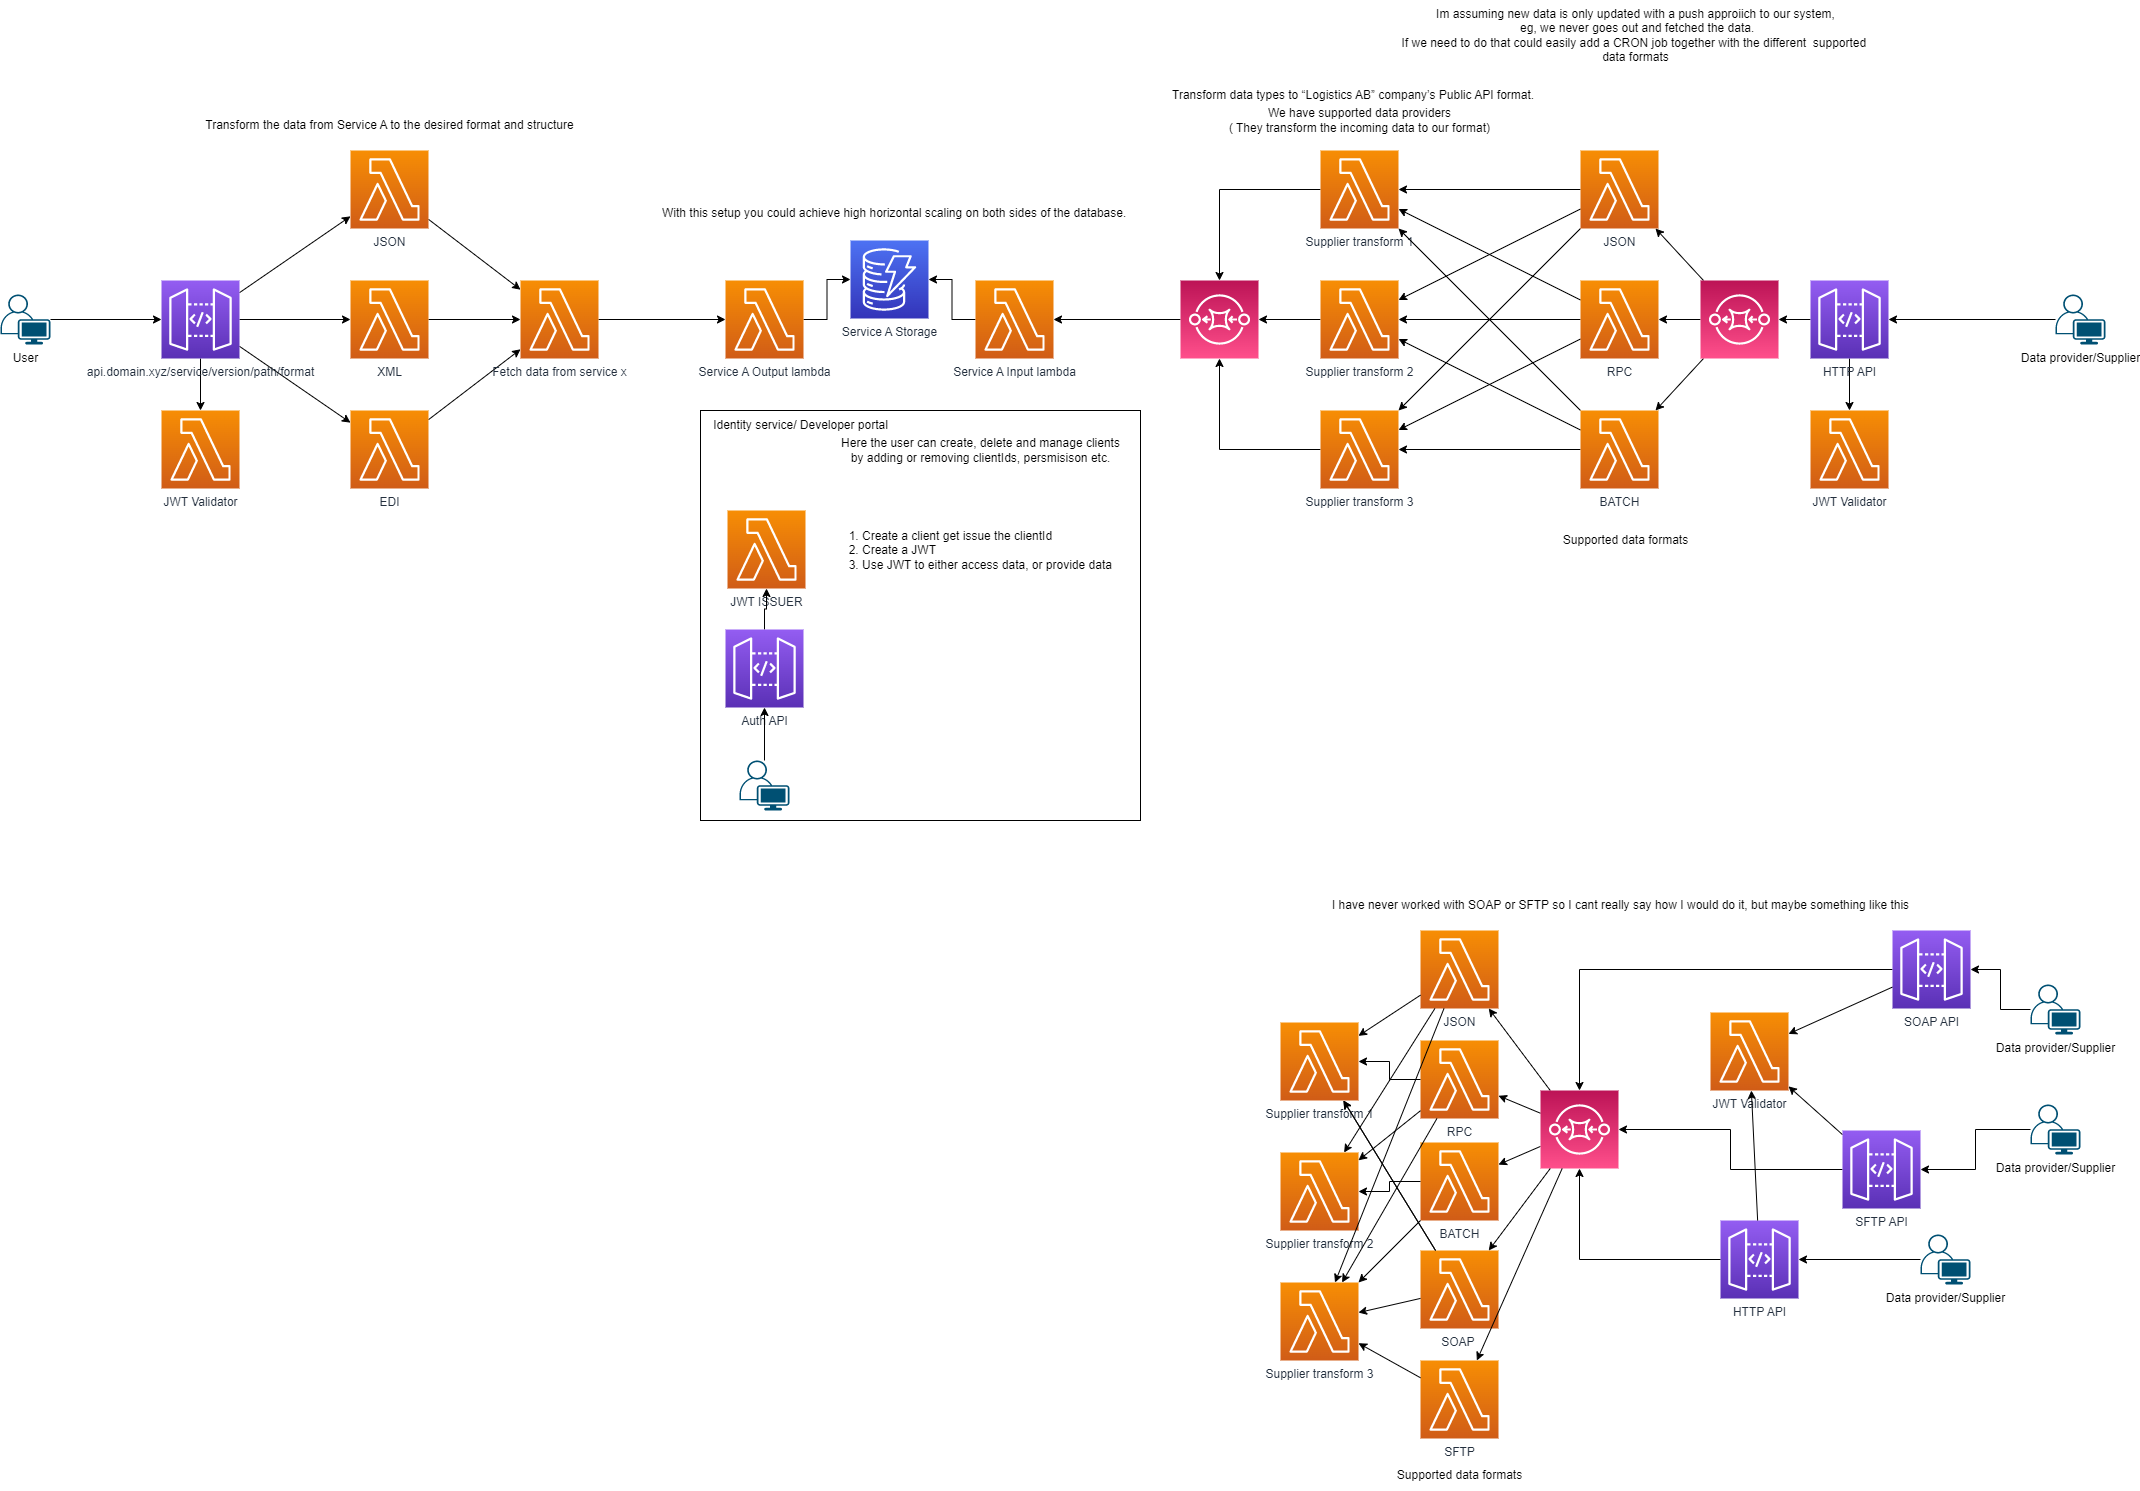 Im assuming new data is only updated with a push approiich to our system,
eg, we never goes out and fetched the data.
If we need to do that could easily add a CRON job together with the different supported
data formats
Transform data types to “Logistics AB” company’s Public API format.
We have supported data providers
( They transform the incoming data to our format)
Transform the data from Service A to the desired format and structure
With this setup you could achieve high horizontal scaling on both sides of the database.
JSON
Supplier transform 1
JSON
Service A Storage
User
api.domain.xyz/service/version/path/format
XML
Fetch data from service x
Service A Output lambda
Service A Input lambda
Supplier transform 2
RPC
HTTP API
Data provider/Supplier
JWT Validator
EDI
Supplier transform 3
BATCH
JWT Validator
Supported data formats
Identity service/ Developer portal
Here the user can create, delete and manage clients
by adding or removing clientIds, persmisison etc.
1. Create a client get issue the clientId
2. Create a JWT
3. Use JWT to either access data, or provide data
JWT ISSUER
Auth API
I have never worked with SOAP or SFTP so I cant really say how I would do it, but maybe something like this
JSON
SOAP API
Data provider/Supplier
Supplier transform 1
JWT Validator
RPC
Data provider/Supplier
SFTP API
Supplier transform 2
BATCH
Data provider/Supplier
HTTP API
SOAP
Supplier transform 3
SFTP
Supported data formats